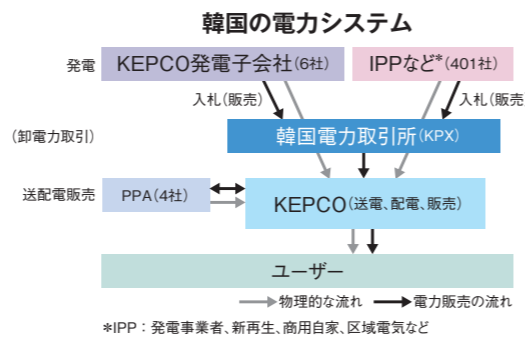 韓国の電力システム
発電
KEPCO発電子会社(6社)
IPPなど*(401社)
入札(販売)
入札(販売)
(卸電力取引)
韓国電力取引所(KPX)
送配電販売
PPA(4社)
KEPCO(送電、配電、販売)
ユーザー
物理的な流れ
電力販売の流れ
*IPP:発電事業者、新再生、商用自家、区域電気など